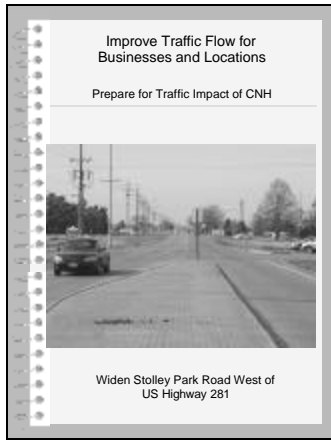 Improve Traffic Flow for
Businesses and Locations
Prepare for Traffic Impact of CNH
Widen Stolley Park Road West of
US Highway 281